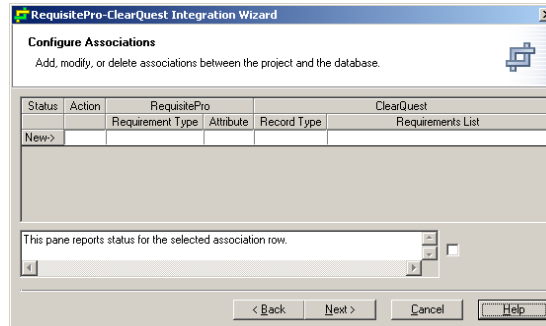 RequisitePro-ClearQuest Integration Wizard
Configure Associations
Add, modify, or delete associations between the project and the database.
Status Action RequisitePro ClearQuest
Requirement Type Attribute Record Type Requirements List
New->
This pane reports status for the selected association row.
< Back Next > Cancel Help